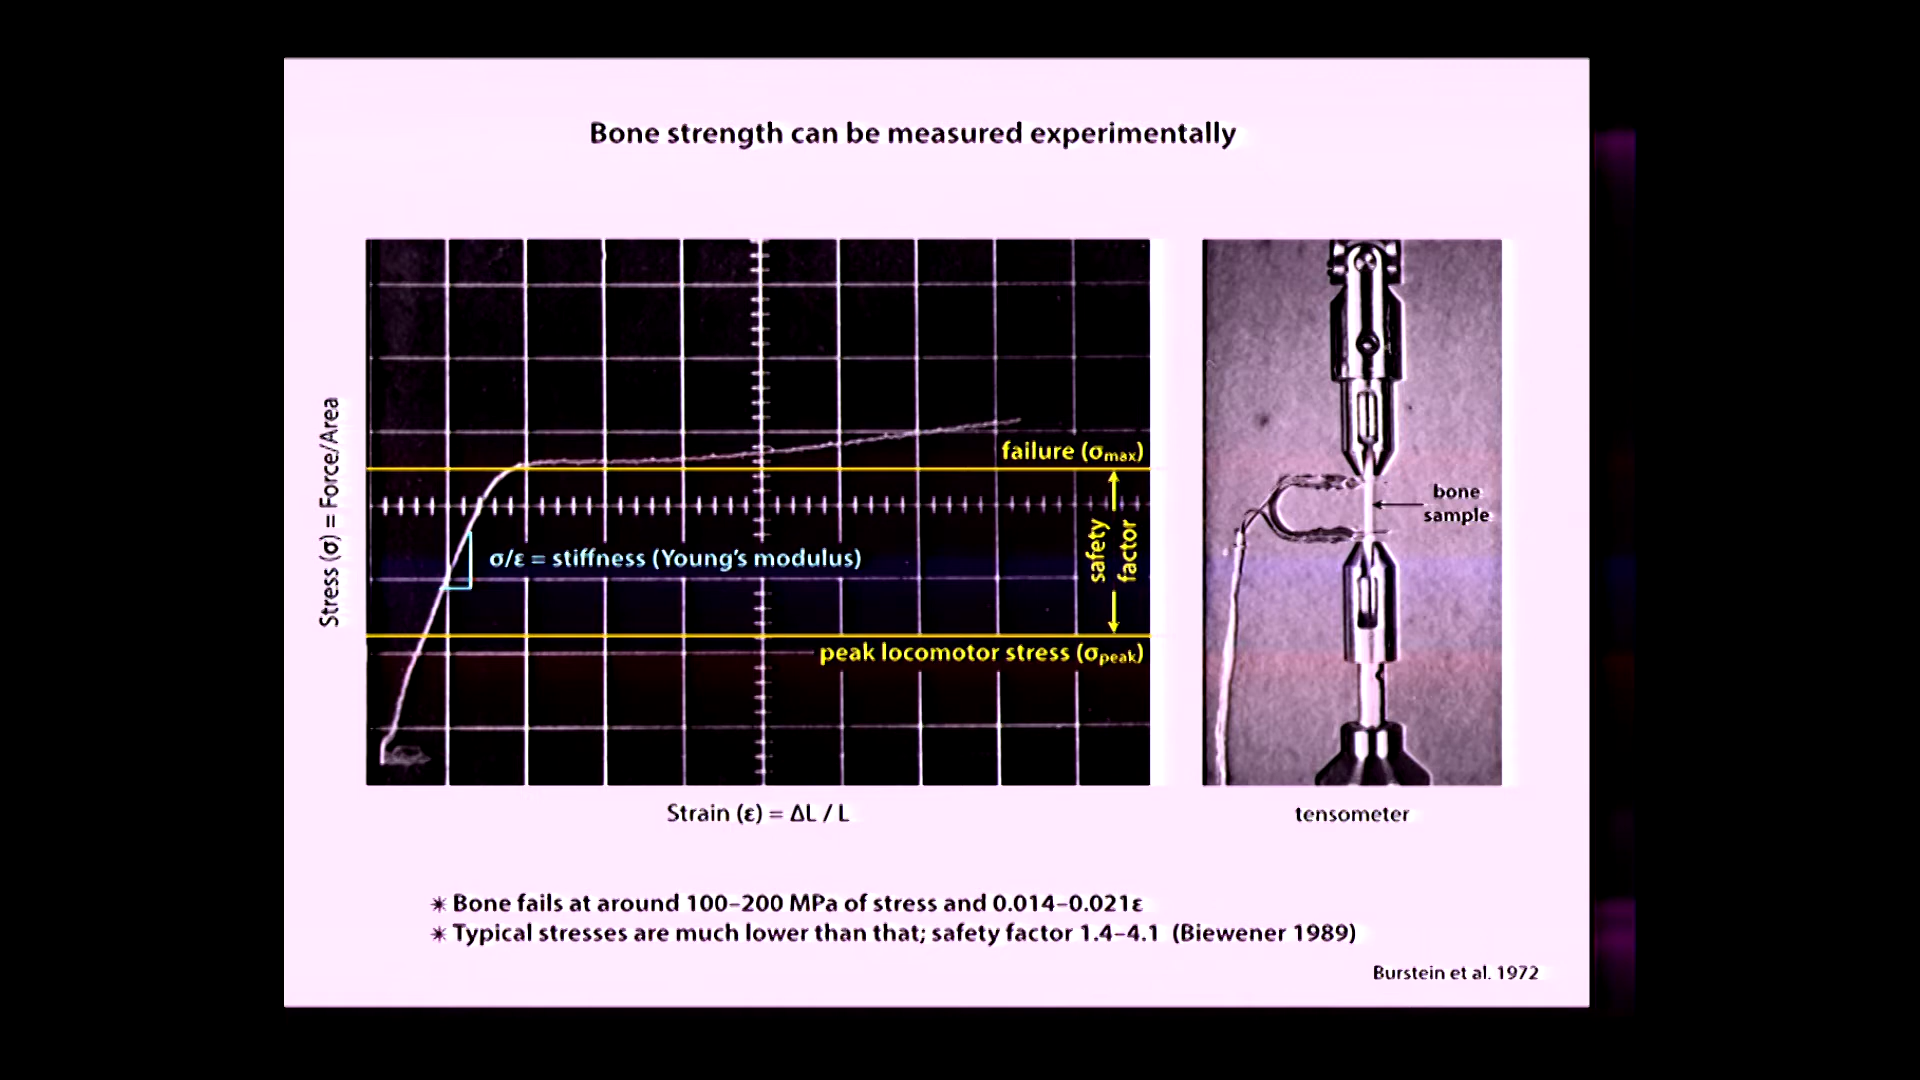 Bone strength can be measured experimentally
Stress (σ) = Force/Area
failure (σmax)
σ/ε = stiffness (Young's modulus)
safety
factor
peak locomotor stress (σpeak)
Strain (ε) = ΔL / L
bone
sample
tensometer
✴ Bone fails at around 100–200 MPa of stress and 0.014–0.021ε
✴ Typical stresses are much lower than that; safety factor 1.4–4.1 (Biewener 1989)
Burstein et al. 1972